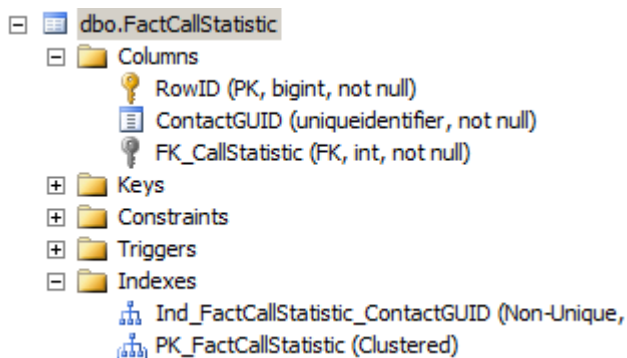 dbo.FactCallStatistic
Columns
RowID (PK, bigint, not null)
ContactGUID (uniqueidentifier, not null)
FK_CallStatistic (FK, int, not null)
Keys
Constraints
Triggers
Indexes
Ind_FactCallStatistic_ContactGUID (Non-Unique,
PK_FactCallStatistic (Clustered)